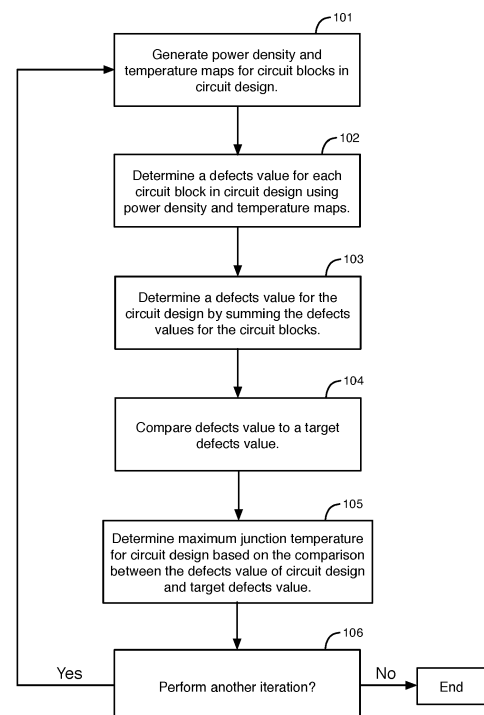 101
Generate power density and
temperature maps for circuit blocks in
circuit design.
102
Determine a defects value for each
circuit block in circuit design using
power density and temperature maps.
103
Determine a defects value for the
circuit design by summing the defects
values for the circuit blocks.
104
Compare defects value to a target
defects value.
105
Determine maximum junction temperature
for circuit design based on the comparison
between the defects value of circuit design
and target defects value.
106
Yes
Perform another iteration?
No
End